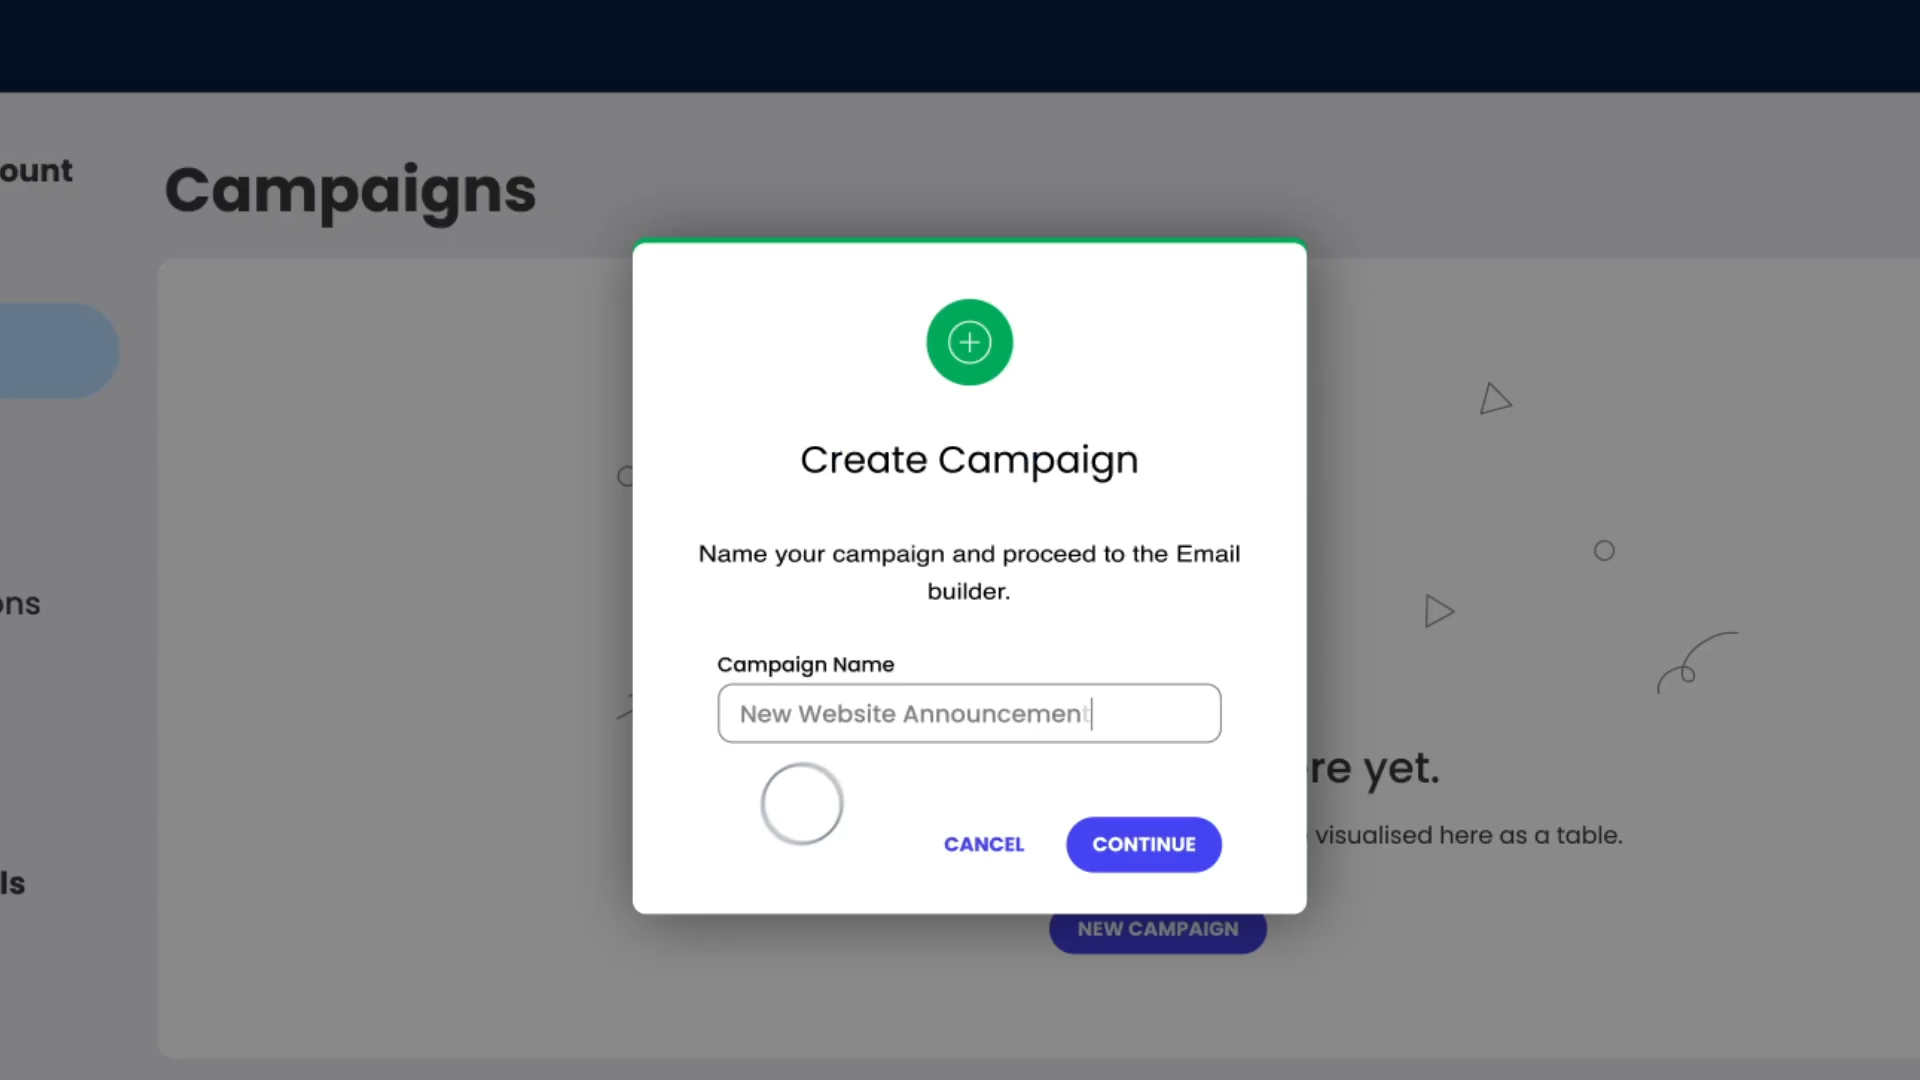 ount
Campaigns
Create Campaign
Name your campaign and proceed to the Email
builder.
ons
Campaign Name
New Website Announcement
re yet.
visualised here as a table.
CANCEL
CONTINUE
ls
NEW CAMPAIGN